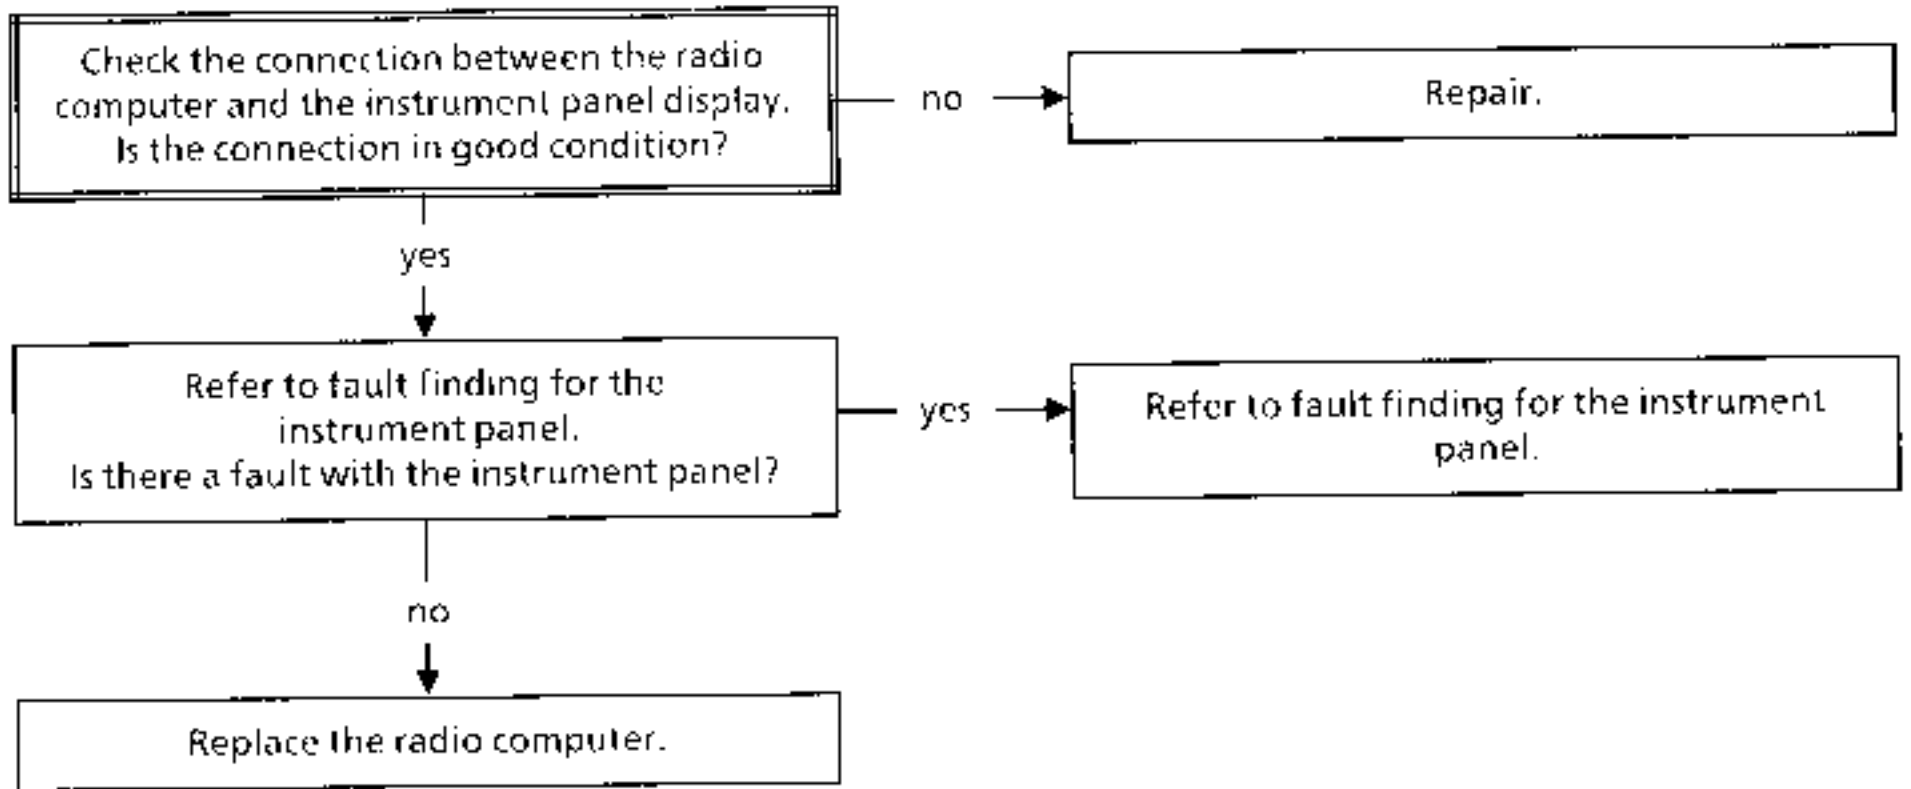 Check the connection between the radio
computer and the instrument panel display.
Is the connection in good condition?
no
Repair.
yes
Refer to fault finding for the
instrument panel.
Is there a fault with the instrument panel?
yes
Refer to fault finding for the instrument
panel.
no
Replace the radio computer.